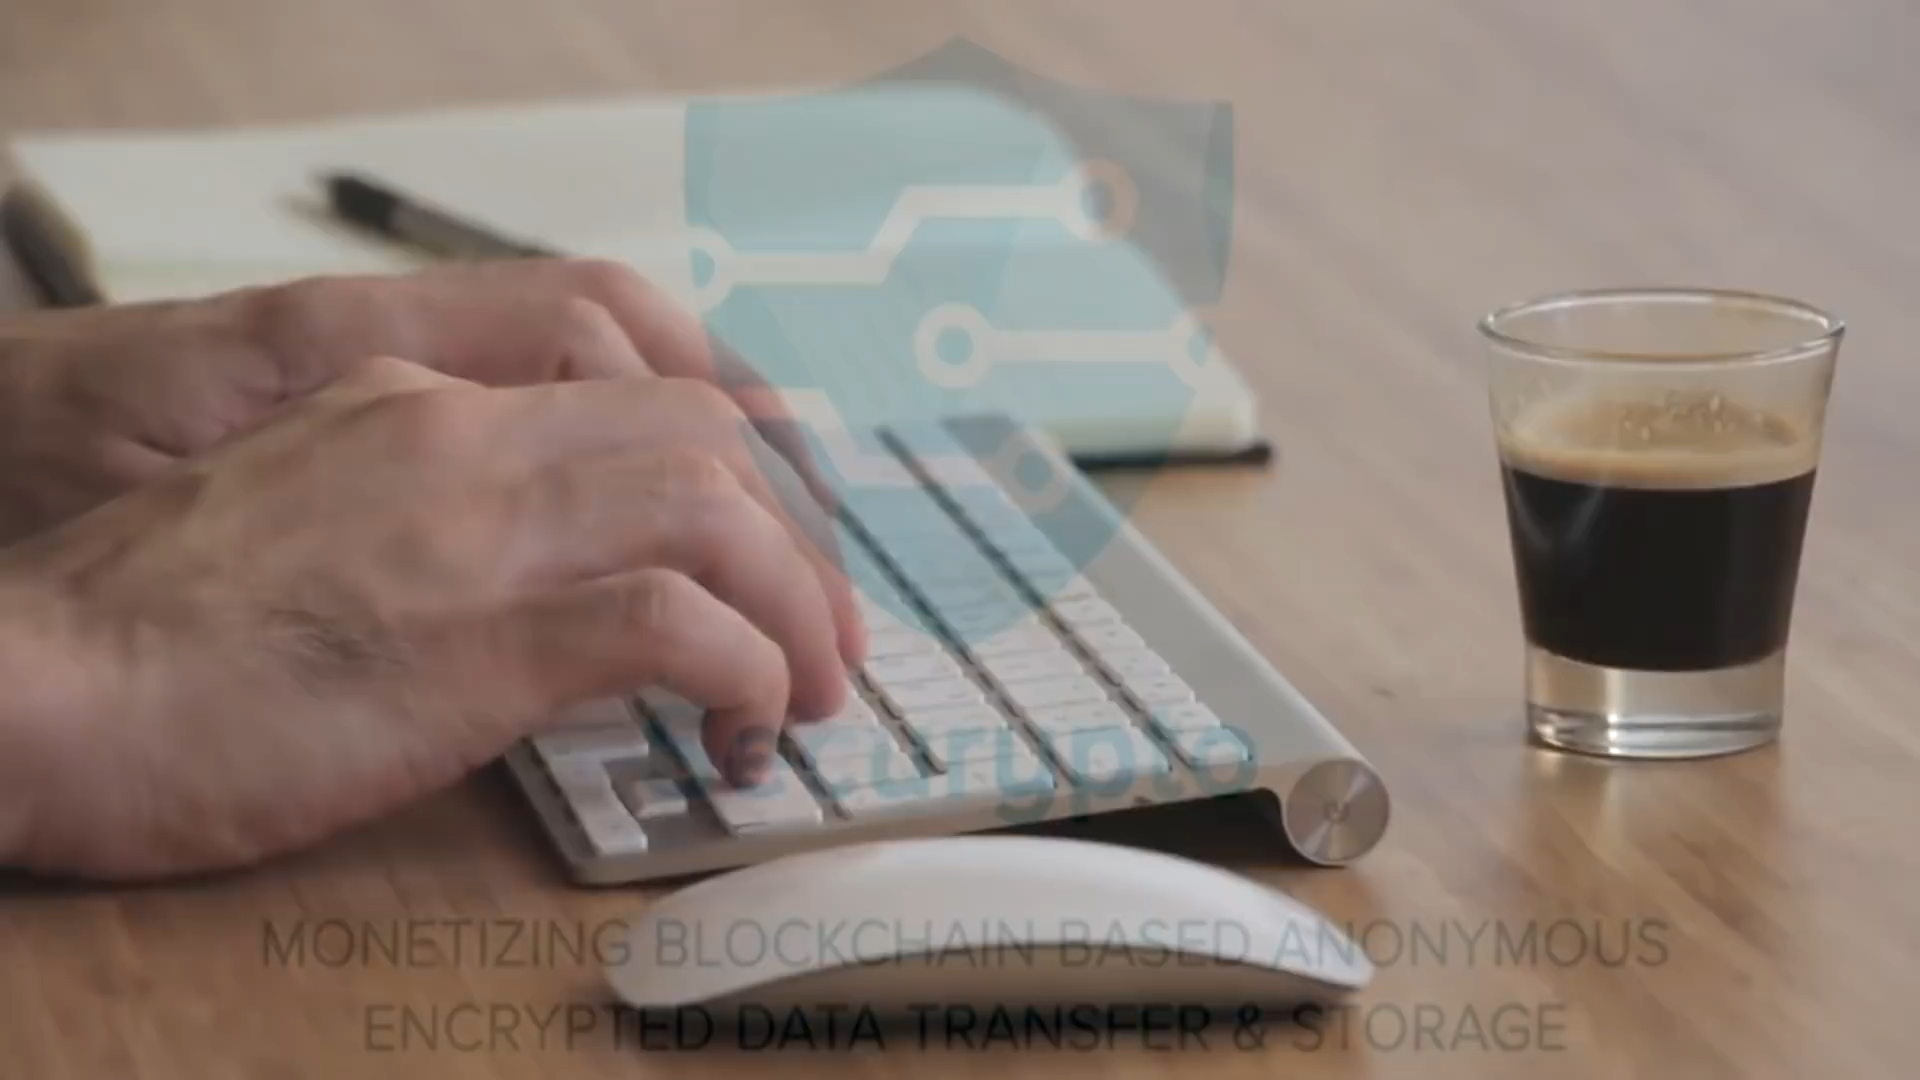 securypto
MONETIZING BLOCKCHAIN BASED ANONYMOUS
ENCRYPTED DATA TRANSFER & STORAGE